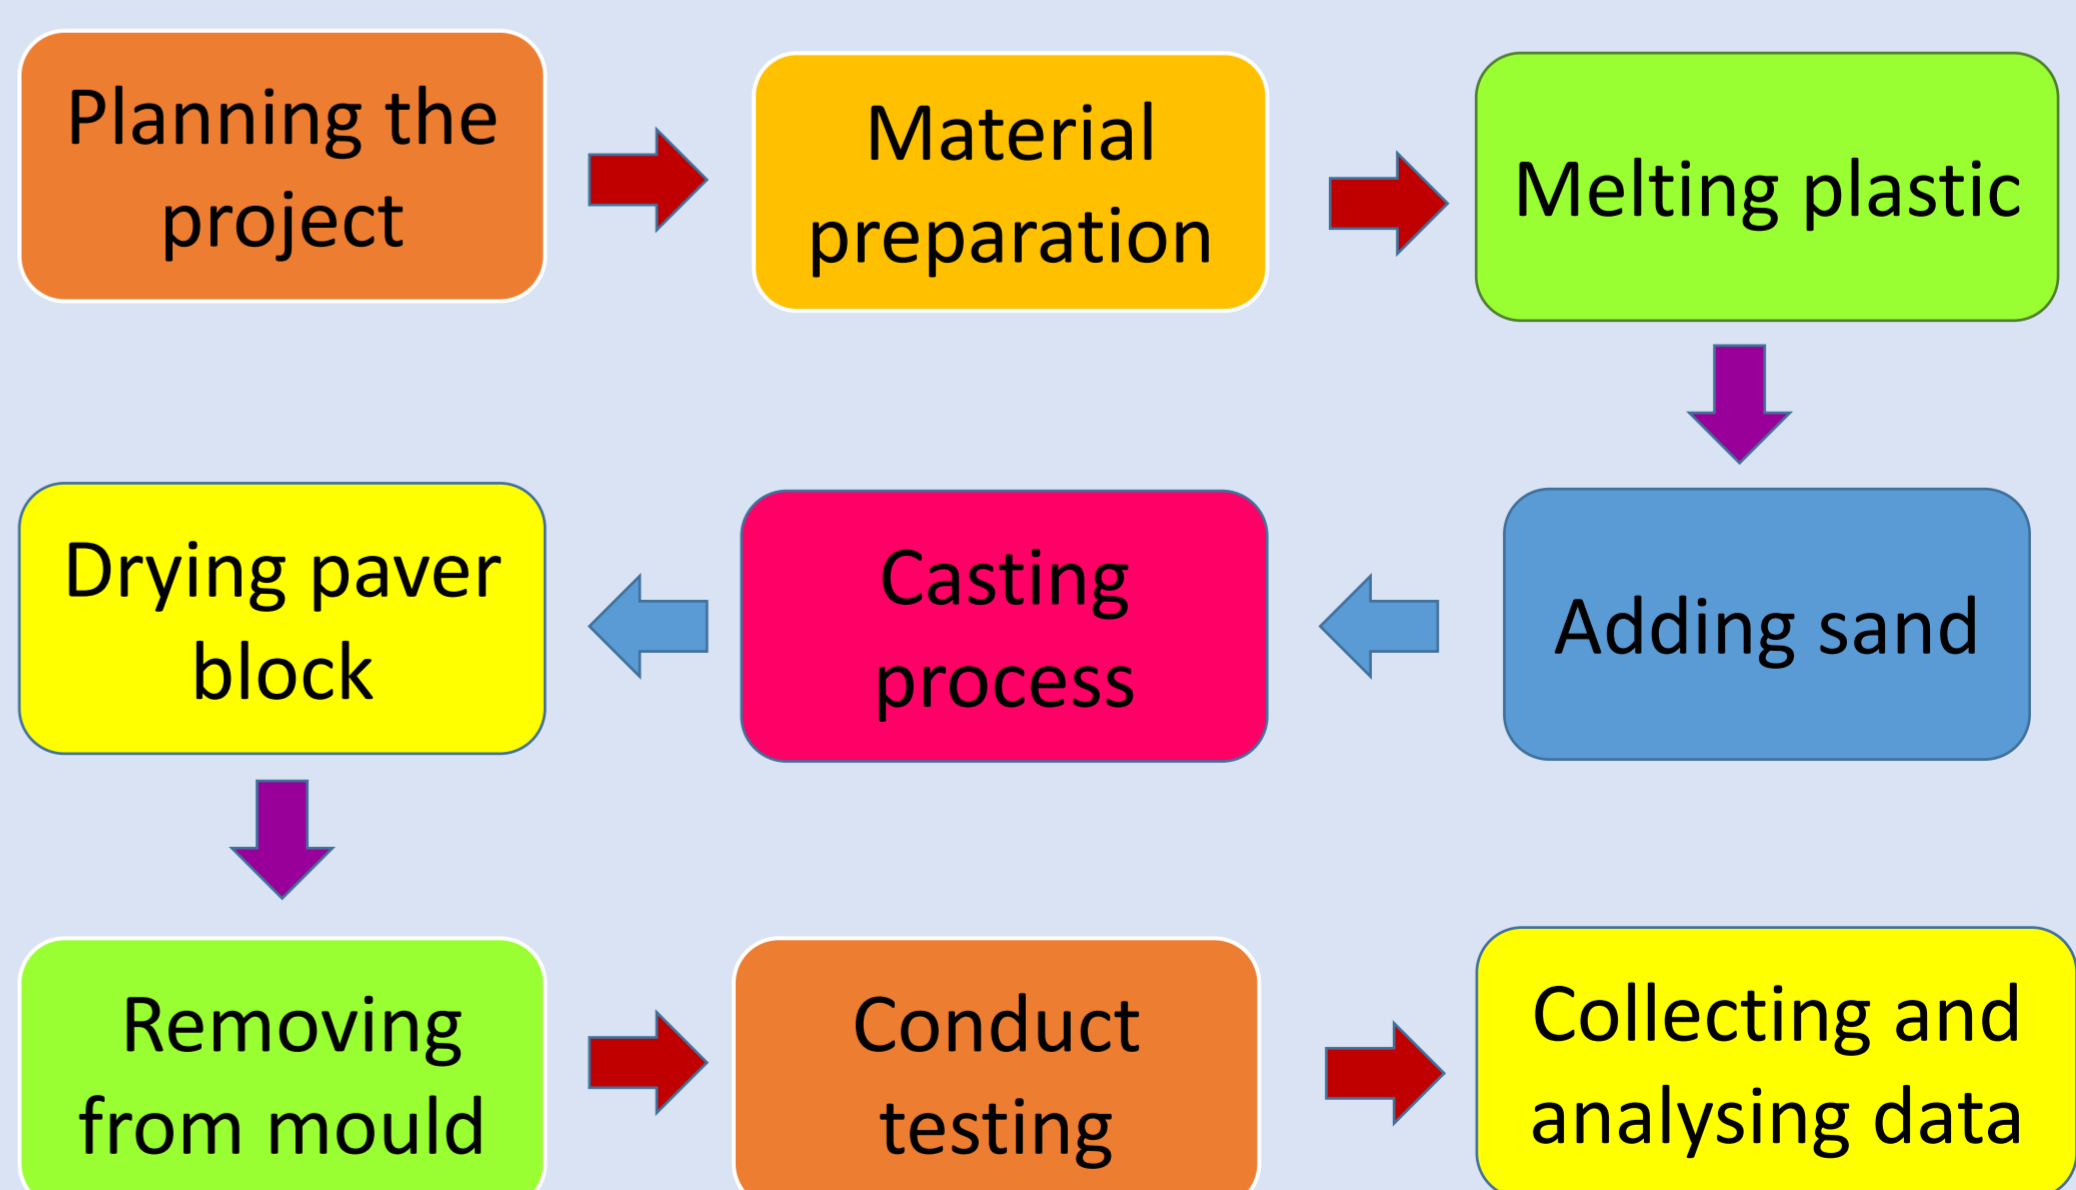 Planning the
project
Material
preparation
Melting plastic
Adding sand
Casting
process
Drying paver
block
Removing
from mould
Conduct
testing
Collecting and
analysing data